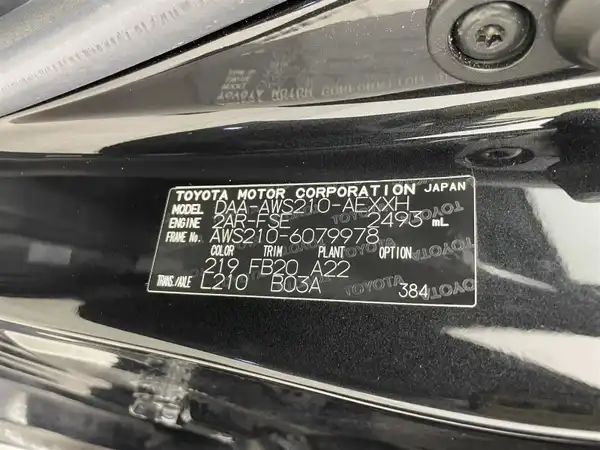 TOYOTA MOTOR CORPORATION JAPAN
MODEL DAA-AWS210-AEXXH
ENGINE 2AR-FSE 2493 mL
FRAME No. AWS210-6079978
COLOR TRIM PLANT OPTION
219 FB20 A22
TRANS./AXLE L210 B03A
384